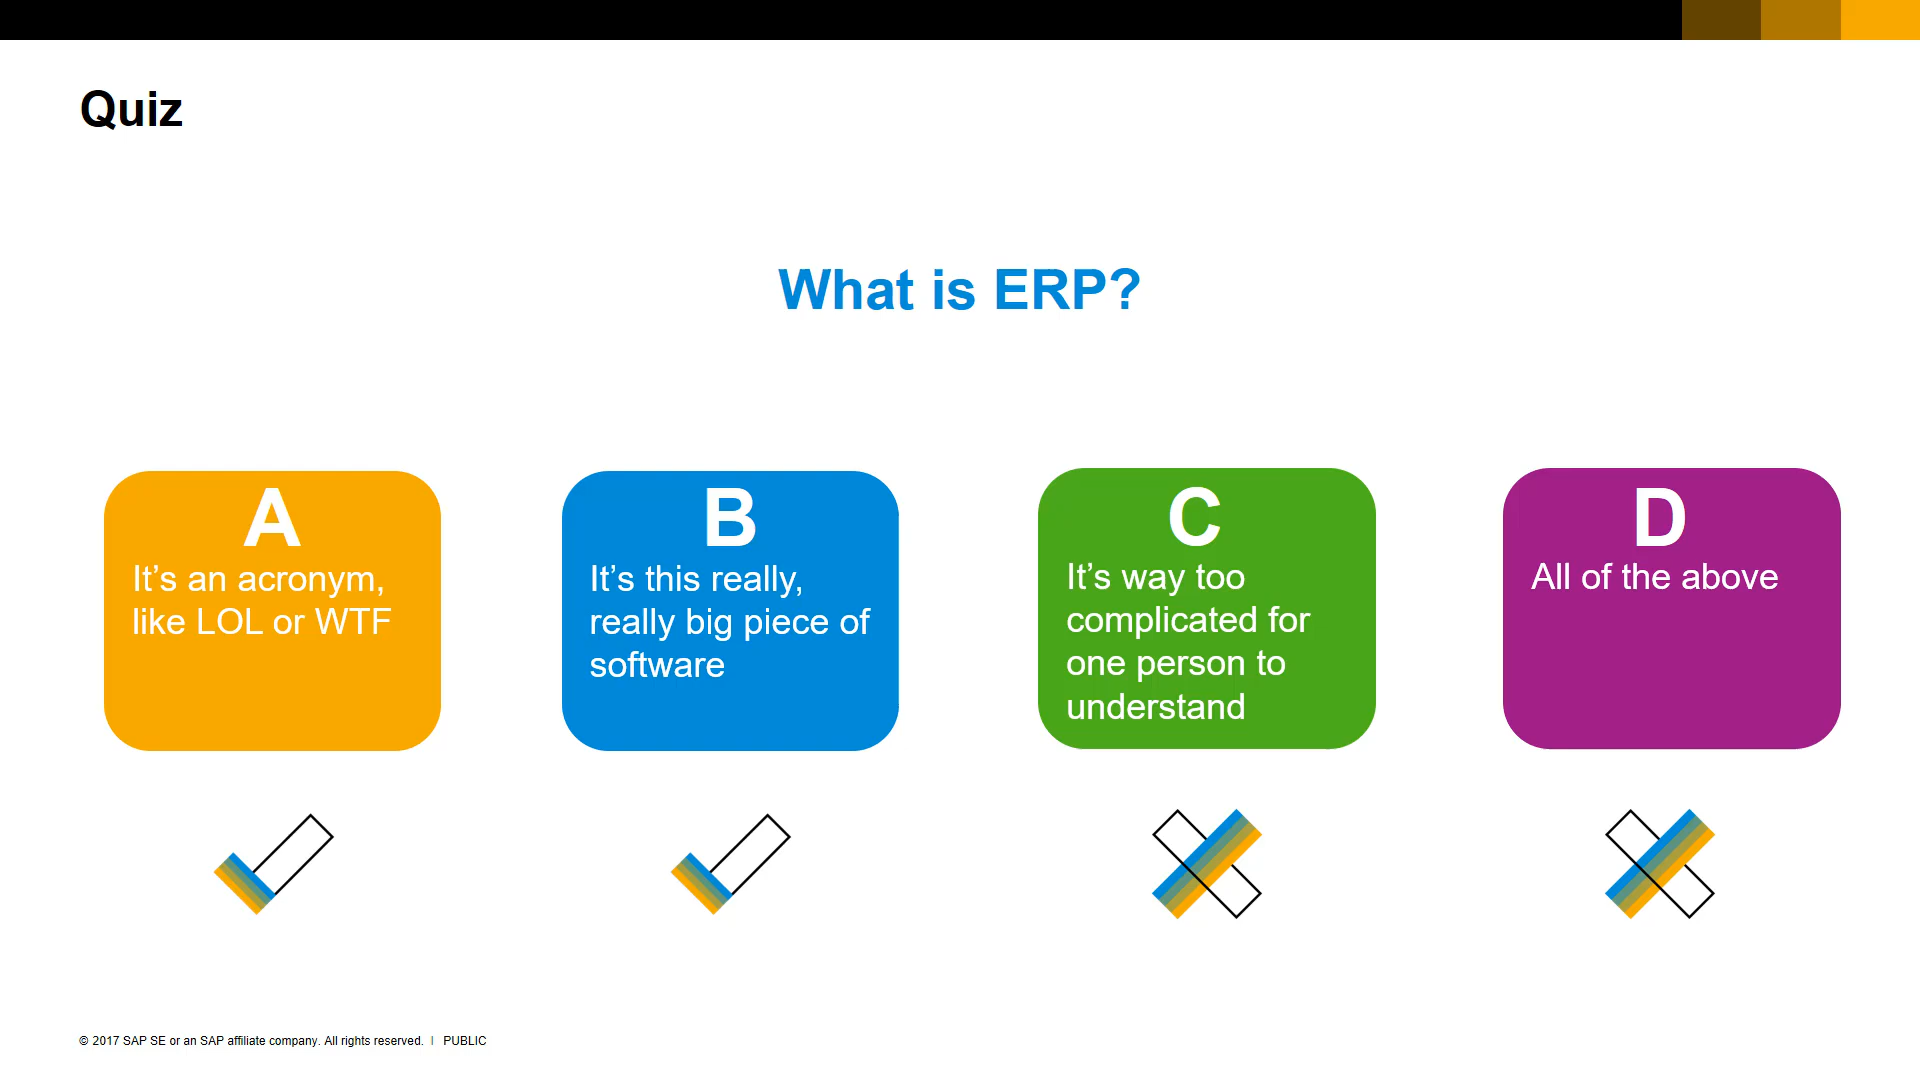 Quiz
What is ERP?
A
It’s an acronym,
like LOL or WTF
B
It’s this really,
really big piece of
software
C
It’s way too
complicated for
one person to
understand
D
All of the above
© 2017 SAP SE or an SAP affiliate company. All rights reserved. | PUBLIC